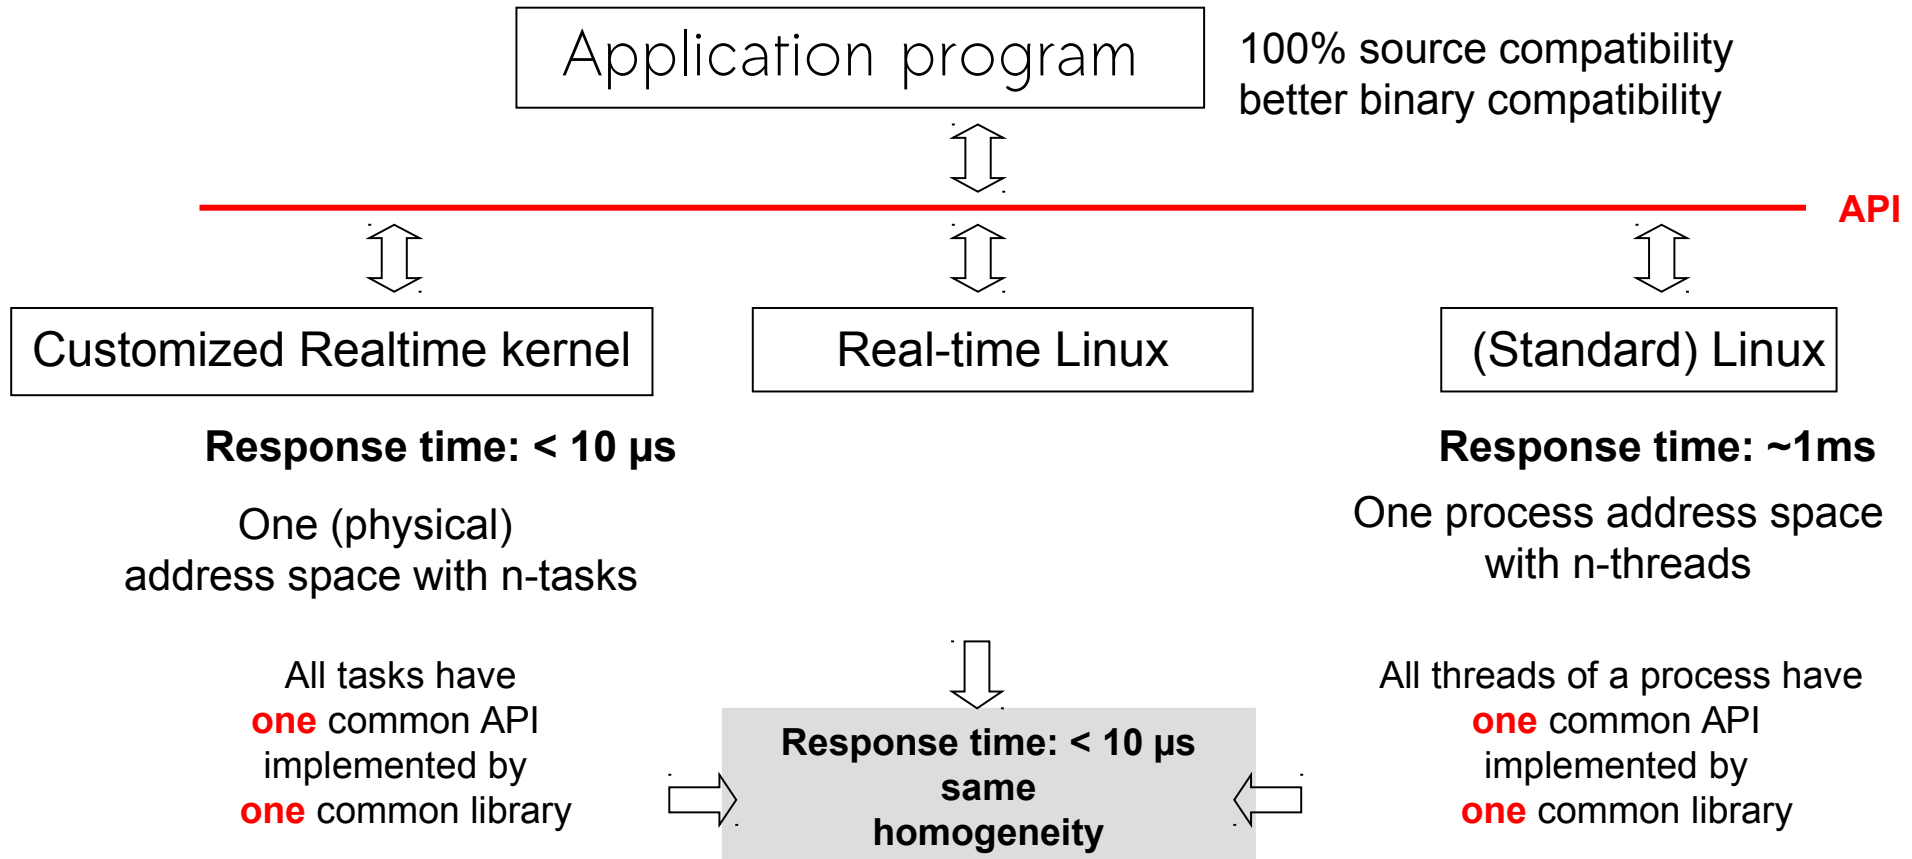 Application program
100% source compatibility
better binary compatibility
API
Customized Realtime kernel
Real-time Linux
(Standard) Linux
Response time: < 10 µs
Response time: ~1ms
One (physical)
address space with n-tasks
One process address space
with n-threads
All tasks have
one common API
implemented by
one common library
Response time: < 10 µs
same
homogeneity
All threads of a process have
one common API
implemented by
one common library